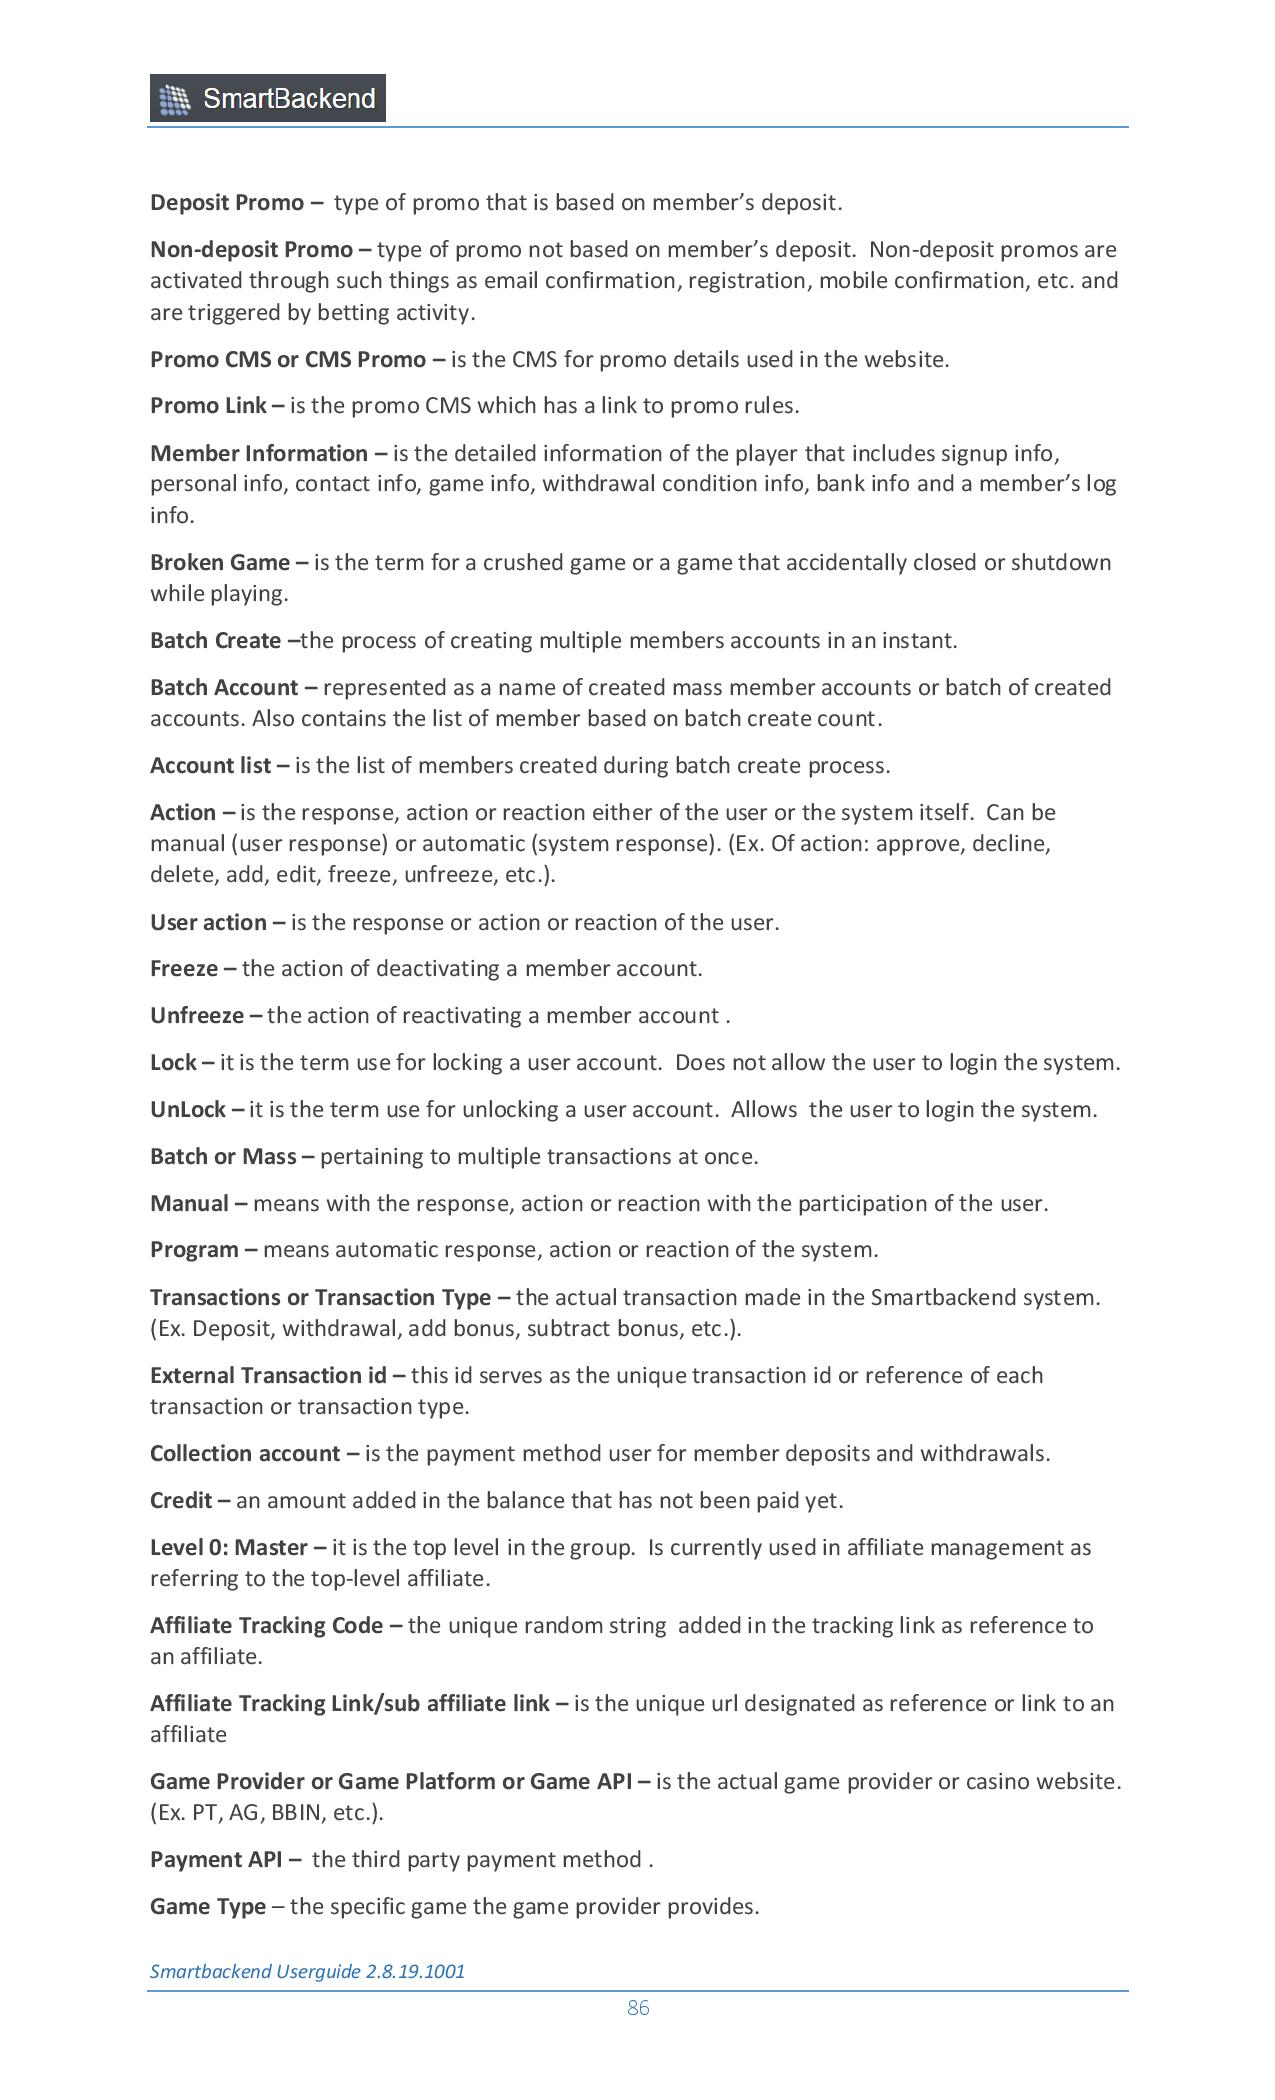 SmartBackend
Deposit Promo –  type of promo that is based on member’s deposit.
Non-deposit Promo – type of promo not based on member’s deposit.  Non-deposit promos are
activated through such things as email confirmation, registration, mobile confirmation, etc. and
are triggered by betting activity.
Promo CMS or CMS Promo – is the CMS for promo details used in the website.
Promo Link – is the promo CMS which has a link to promo rules.
Member Information – is the detailed information of the player that includes signup info,
personal info, contact info, game info, withdrawal condition info, bank info and a member’s log
info.
Broken Game – is the term for a crushed game or a game that accidentally closed or shutdown
while playing.
Batch Create –the process of creating multiple members accounts in an instant.
Batch Account – represented as a name of created mass member accounts or batch of created
accounts. Also contains the list of member based on batch create count.
Account list – is the list of members created during batch create process.
Action – is the response, action or reaction either of the user or the system itself.  Can be
manual (user response) or automatic (system response). (Ex. Of action: approve, decline,
delete, add, edit, freeze, unfreeze, etc.).
User action – is the response or action or reaction of the user.
Freeze – the action of deactivating a member account.
Unfreeze – the action of reactivating a member account .
Lock – it is the term use for locking a user account.  Does not allow the user to login the system.
UnLock – it is the term use for unlocking a user account.  Allows  the user to login the system.
Batch or Mass – pertaining to multiple transactions at once.
Manual – means with the response, action or reaction with the participation of the user.
Program – means automatic response, action or reaction of the system.
Transactions or Transaction Type – the actual transaction made in the Smartbackend system.
(Ex. Deposit, withdrawal, add bonus, subtract bonus, etc.).
External Transaction id – this id serves as the unique transaction id or reference of each
transaction or transaction type.
Collection account – is the payment method user for member deposits and withdrawals.
Credit – an amount added in the balance that has not been paid yet.
Level 0: Master – it is the top level in the group.  Is currently used in affiliate management as
referring to the top-level affiliate.
Affiliate Tracking Code – the unique random string  added in the tracking link as reference to
an affiliate.
Affiliate Tracking Link/sub affiliate link – is the unique url designated as reference or link to an
affiliate
Game Provider or Game Platform or Game API – is the actual game provider or casino website.
(Ex. PT, AG, BBIN, etc.).
Payment API –  the third party payment method .
Game Type – the specific game the game provider provides.
Smartbackend Userguide 2.8.19.1001
86